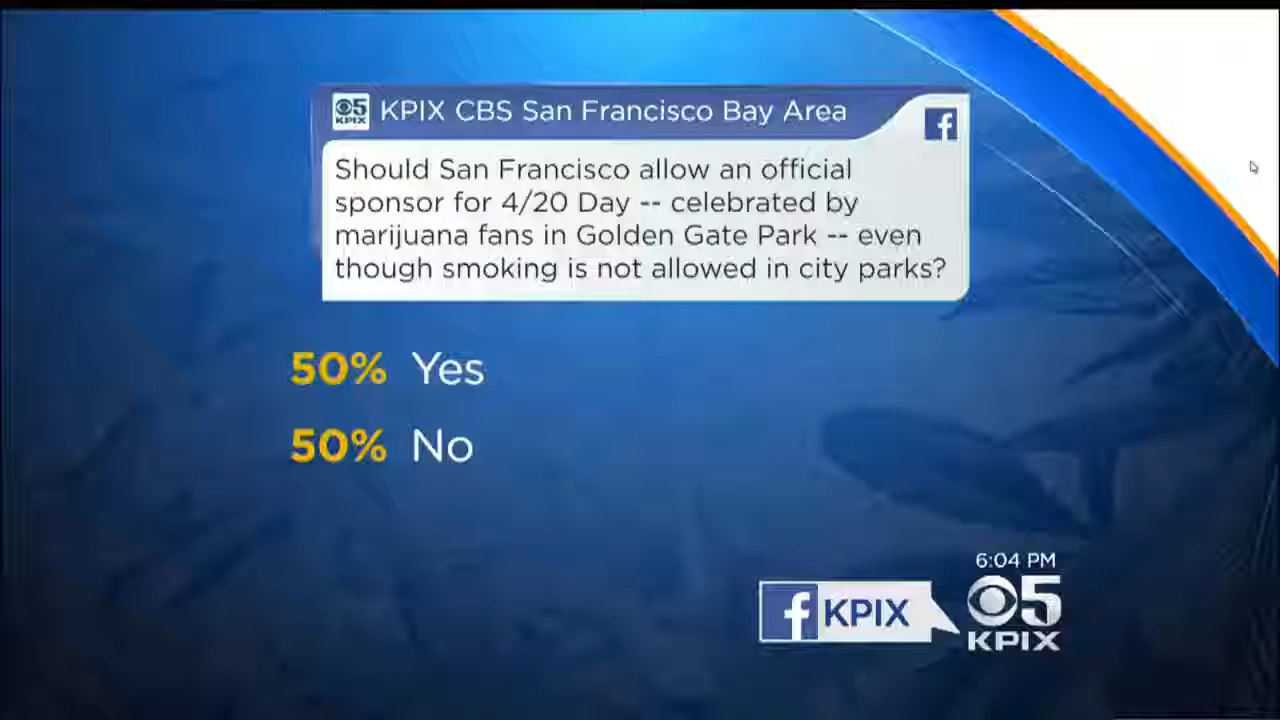 5 KPIX KPIX CBS San Francisco Bay Area f
Should San Francisco allow an official
sponsor for 4/20 Day -- celebrated by
marijuana fans in Golden Gate Park -- even
though smoking is not allowed in city parks?
50% Yes
50% No
6:04 PM
f KPIX
5
KPIX